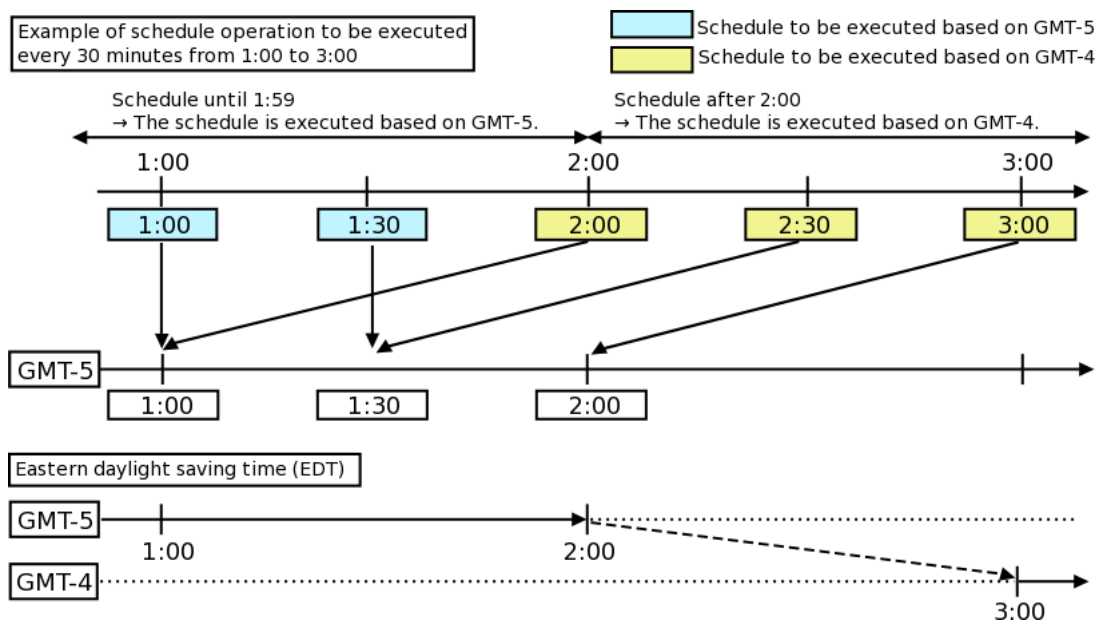 Example of schedule operation to be executed
every 30 minutes from 1:00 to 3:00
Schedule to be executed based on GMT-5
Schedule to be executed based on GMT-4
Schedule until 1:59
→ The schedule is executed based on GMT-5.
Schedule after 2:00
→ The schedule is executed based on GMT-4.
1:00 2:00 3:00
1:00 1:30 2:00 2:30 3:00
GMT-5
1:00 1:30 2:00
Eastern daylight saving time (EDT)
GMT-5
1:00 2:00
GMT-4
3:00